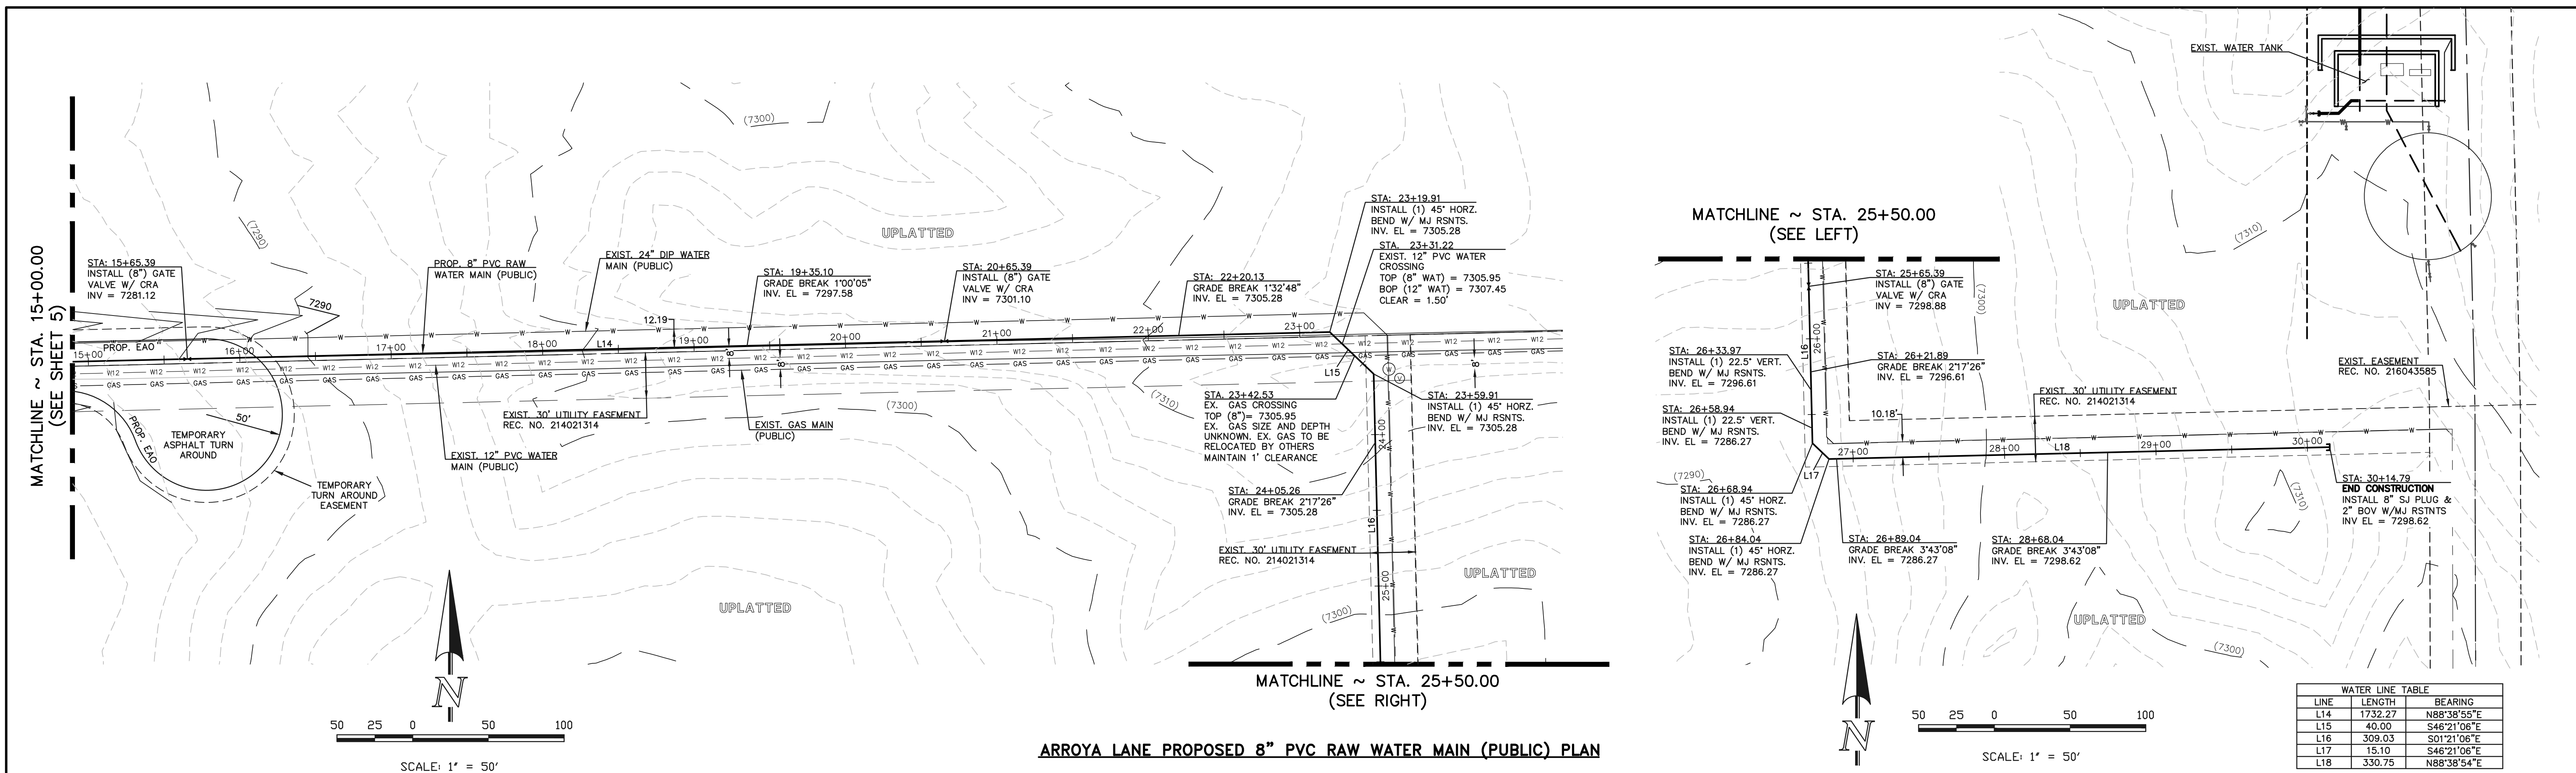 MATCHLINE ~ STA. 15+00.00
(SEE SHEET 5)
STA: 15+65.39
INSTALL (8") GATE
VALVE W/ CRA
INV = 7281.12
(7290)
7290
PROP. EAO
PROP. EAO
50'
TEMPORARY
ASPHALT TURN
AROUND
TEMPORARY
TURN AROUND
EASEMENT
PROP. 8" PVC RAW
WATER MAIN (PUBLIC)
EXIST. 24" DIP WATER
MAIN (PUBLIC)
12.19
STA: 19+35.10
GRADE BREAK 1°00'05"
INV. EL = 7297.58
(7300)
UPLATTED
STA: 20+65.39
INSTALL (8") GATE
VALVE W/ CRA
INV = 7301.10
STA: 22+20.13
GRADE BREAK 1°32'48"
INV. EL = 7305.28
STA: 23+19.91
INSTALL (1) 45° HORZ.
BEND W/ MJ RSNTS.
INV. EL = 7305.28
STA. 23+31.22
EXIST. 12" PVC WATER
CROSSING
TOP (8" WAT) = 7305.95
BOP (12" WAT) = 7307.45
CLEAR = 1.50'
15+00
16+00
17+00
18+00
L14
19+00
20+00
21+00
22+00
23+00
8'
8'
8'
W12
GAS
W
EXIST. 12" PVC WATER
MAIN (PUBLIC)
EXIST. 30' UTILITY EASEMENT
REC. NO. 214021314
EXIST. GAS MAIN
(PUBLIC)
(7300)
(7310)
L15
STA. 23+42.53
EX. GAS CROSSING
TOP (8")= 7305.95
EX. GAS SIZE AND DEPTH
UNKNOWN. EX. GAS TO BE
RELOCATED BY OTHERS
MAINTAIN 1' CLEARANCE
STA: 23+59.91
INSTALL (1) 45° HORZ.
BEND W/ MJ RSNTS.
INV. EL = 7305.28
24+00
STA: 24+05.26
GRADE BREAK 2°17'26"
INV. EL = 7305.28
L16
EXIST. 30' UTILITY EASEMENT
REC. NO. 214021314
25+00
(7300)
UPLATTED
UPLATTED
N
50 25 0 50 100
SCALE: 1" = 50'
MATCHLINE ~ STA. 25+50.00
(SEE RIGHT)
ARROYA LANE PROPOSED 8" PVC RAW WATER MAIN (PUBLIC) PLAN
MATCHLINE ~ STA. 25+50.00
(SEE LEFT)
EXIST. WATER TANK
(7310)
UPLATTED
STA: 25+65.39
INSTALL (8") GATE
VALVE W/ CRA
INV = 7298.88
(7300)
26+00
L16
STA: 26+33.97
INSTALL (1) 22.5° VERT.
BEND W/ MJ RSNTS.
INV. EL = 7296.61
STA: 26+21.89
GRADE BREAK 2°17'26"
INV. EL = 7296.61
STA: 26+58.94
INSTALL (1) 22.5° VERT.
BEND W/ MJ RSNTS.
INV. EL = 7286.27
10.18'
EXIST. 30' UTILITY EASEMENT
REC. NO. 214021314
EXIST. EASEMENT
REC. NO. 216043585
27+00
28+00
L18
29+00
30+00
L17
(7290)
STA: 26+68.94
INSTALL (1) 45° HORZ.
BEND W/ MJ RSNTS.
INV. EL = 7286.27
STA: 26+84.04
INSTALL (1) 45° HORZ.
BEND W/ MJ RSNTS.
INV. EL = 7286.27
STA: 26+89.04
GRADE BREAK 3°43'08"
INV. EL = 7286.27
STA: 28+68.04
GRADE BREAK 3°43'08"
INV. EL = 7298.62
(7310)
STA: 30+14.79
END CONSTRUCTION
INSTALL 8" SJ PLUG &
2" BOV W/MJ RSTNTS
INV EL = 7298.62
UPLATTED
(7300)
N
50 25 0 50 100
SCALE: 1" = 50'
WATER LINE TABLE
LINE LENGTH BEARING
L14 1732.27 N88°38'55"E
L15 40.00 S46°21'06"E
L16 309.03 S01°21'06"E
L17 15.10 S46°21'06"E
L18 330.75 N88°38'54"E